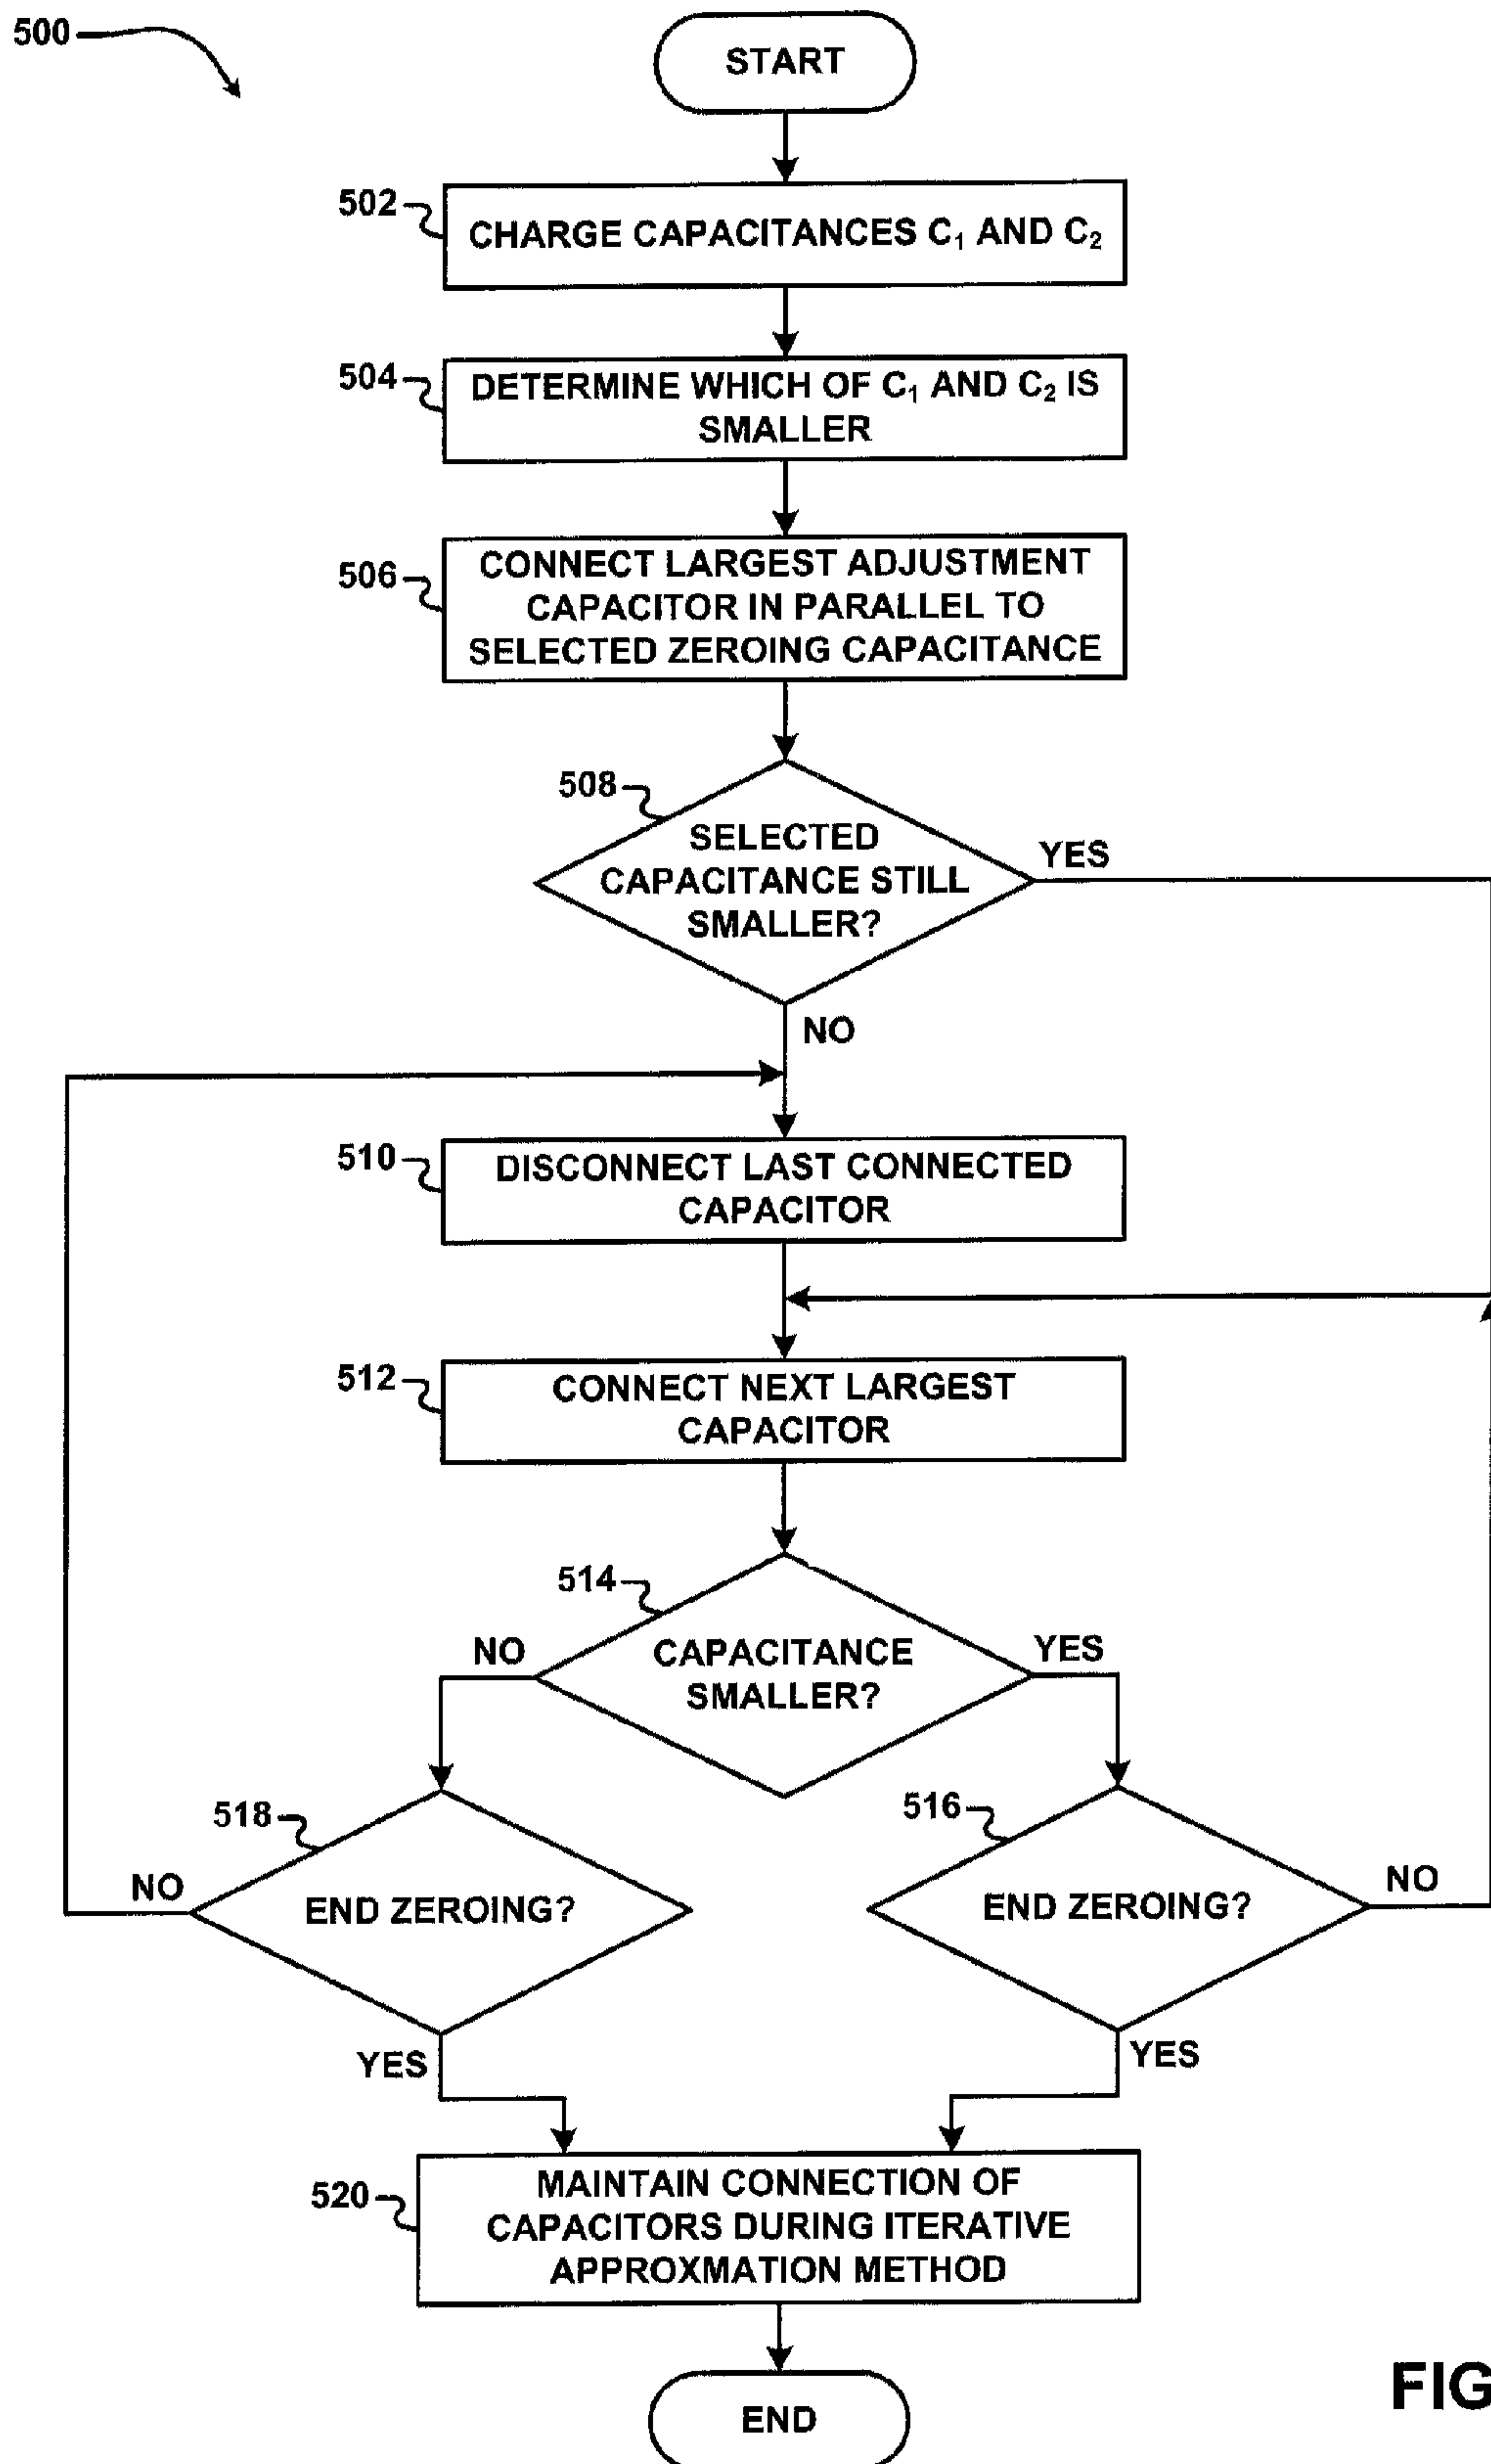 500
START
502
CHARGE CAPACITANCES C₁ AND C₂
504
DETERMINE WHICH OF C₁ AND C₂ IS
SMALLER
506
CONNECT LARGEST ADJUSTMENT
CAPACITOR IN PARALLEL TO
SELECTED ZEROING CAPACITANCE
508
SELECTED
CAPACITANCE STILL
SMALLER?
YES
NO
510
DISCONNECT LAST CONNECTED
CAPACITOR
512
CONNECT NEXT LARGEST
CAPACITOR
514
CAPACITANCE
SMALLER?
NO
YES
518
END ZEROING?
NO
YES
516
END ZEROING?
NO
YES
520
MAINTAIN CONNECTION OF
CAPACITORS DURING ITERATIVE
APPROXMATION METHOD
END
FIG